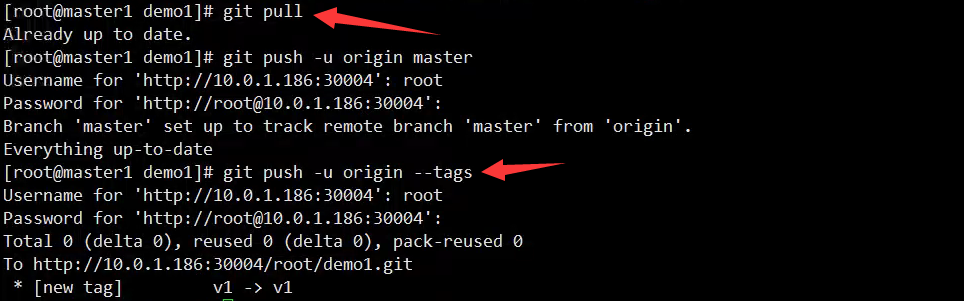 [root@master1 demo1]# git pull
Already up to date.
[root@master1 demo1]# git push -u origin master
Username for 'http://10.0.1.186:30004': root
Password for 'http://root@10.0.1.186:30004':
Branch 'master' set up to track remote branch 'master' from 'origin'.
Everything up-to-date
[root@master1 demo1]# git push -u origin --tags
Username for 'http://10.0.1.186:30004': root
Password for 'http://root@10.0.1.186:30004':
Total 0 (delta 0), reused 0 (delta 0), pack-reused 0
To http://10.0.1.186:30004/root/demo1.git
 * [new tag]         v1 -> v1